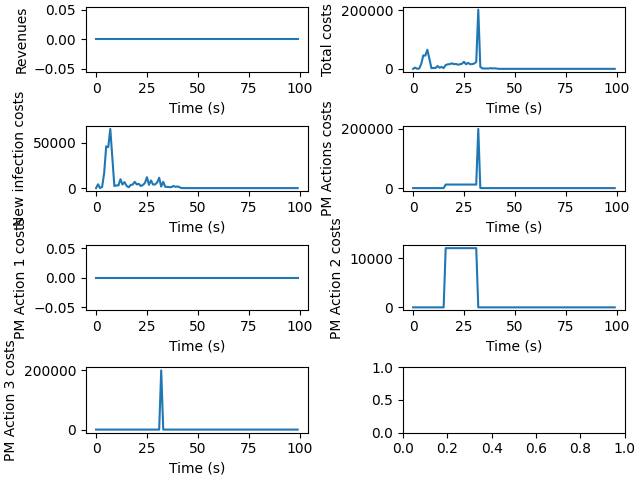 Revenues
0.05
0.00
−0.05
0 25 50 75 100
Time (s)
Total costs
200000
0
0 25 50 75 100
Time (s)
New infection costs
50000
0
0 25 50 75 100
Time (s)
PM Actions costs
200000
0
0 25 50 75 100
Time (s)
PM Action 1 costs
0.05
0.00
−0.05
0 25 50 75 100
Time (s)
PM Action 2 costs
10000
0
0 25 50 75 100
Time (s)
PM Action 3 costs
200000
0
0 25 50 75 100
Time (s)
1.0
0.5
0.0
0.0 0.2 0.4 0.6 0.8 1.0